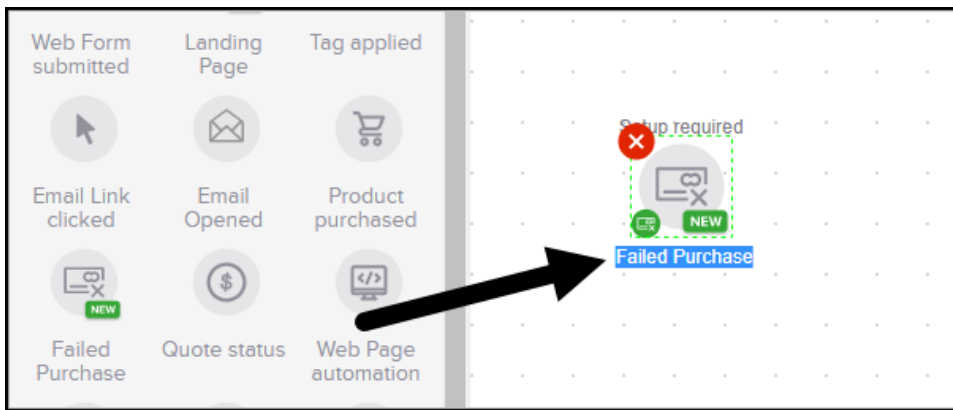 Web Form
submitted
Landing
Page
Tag applied
Email Link
clicked
Email
Opened
Product
purchased
NEW
Failed
Purchase
$
Quote status
</>
Web Page
automation
Setup required
NEW
Failed Purchase